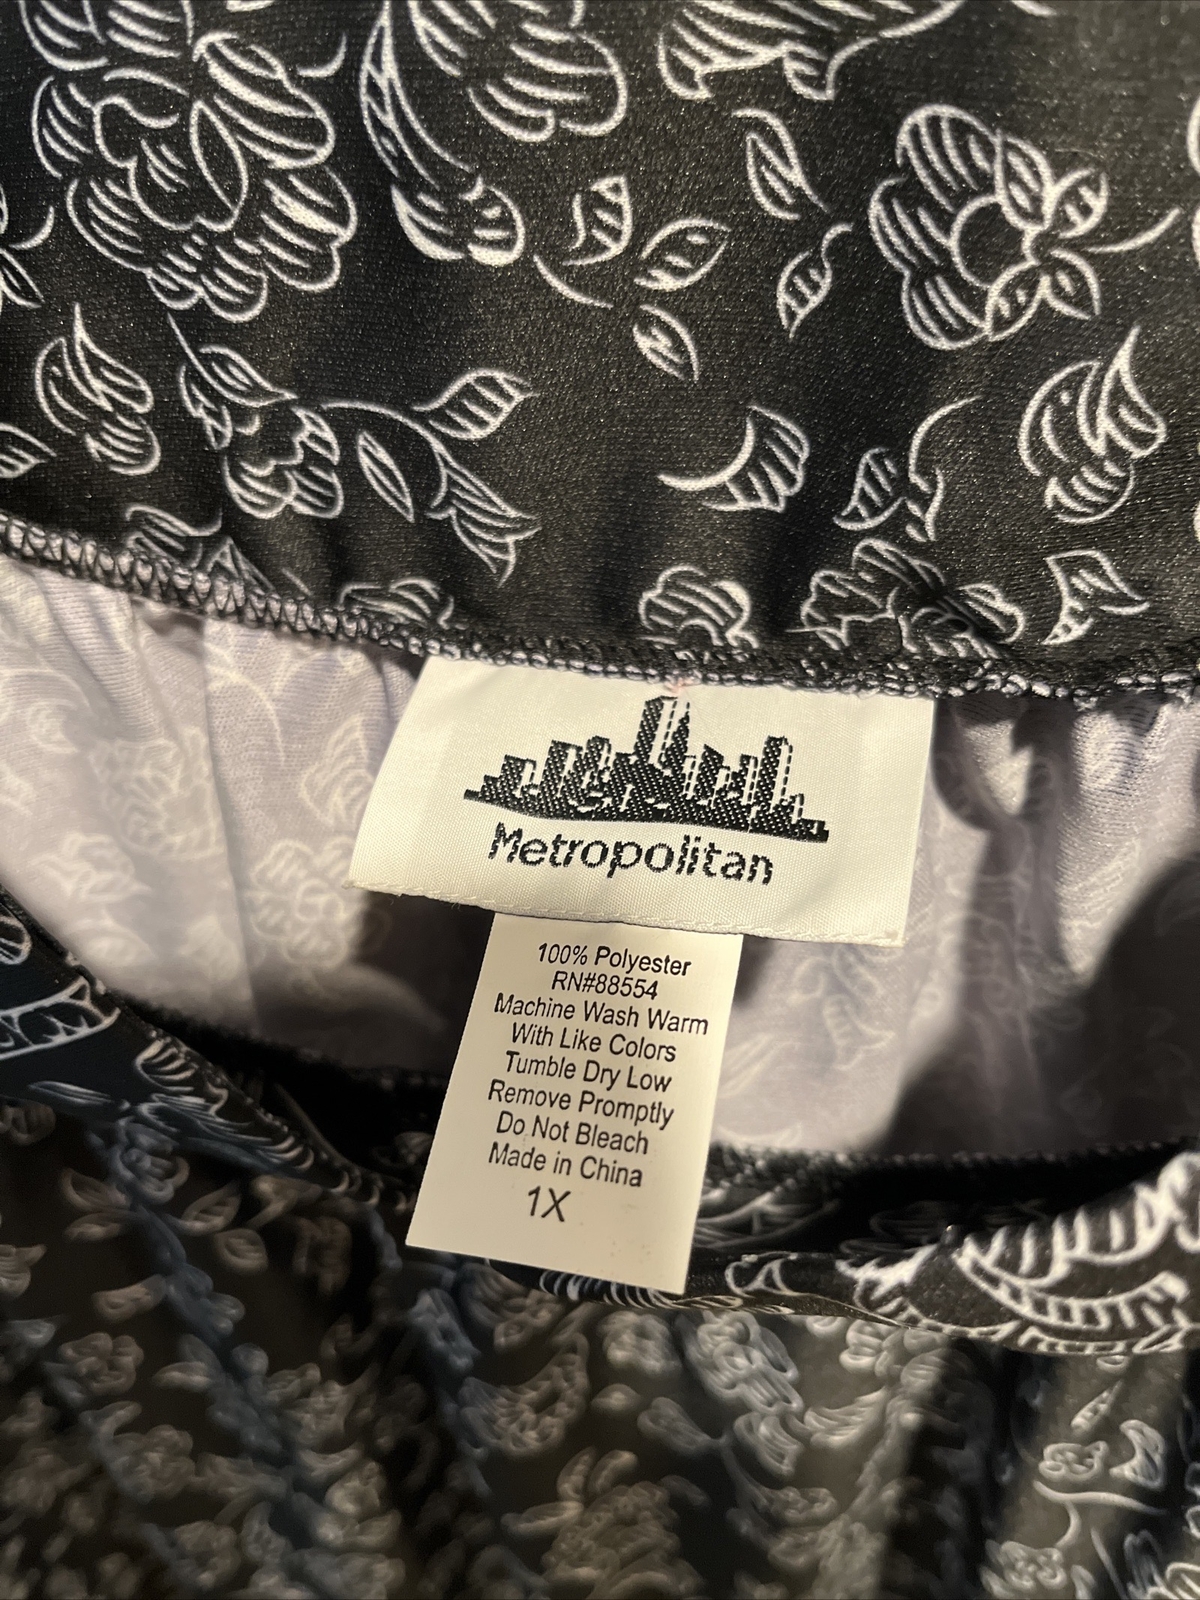 Metropolitan
100% Polyester
RN#88554
Machine Wash Warm
With Like Colors
Tumble Dry Low
Remove Promptly
Do Not Bleach
Made in China
1X